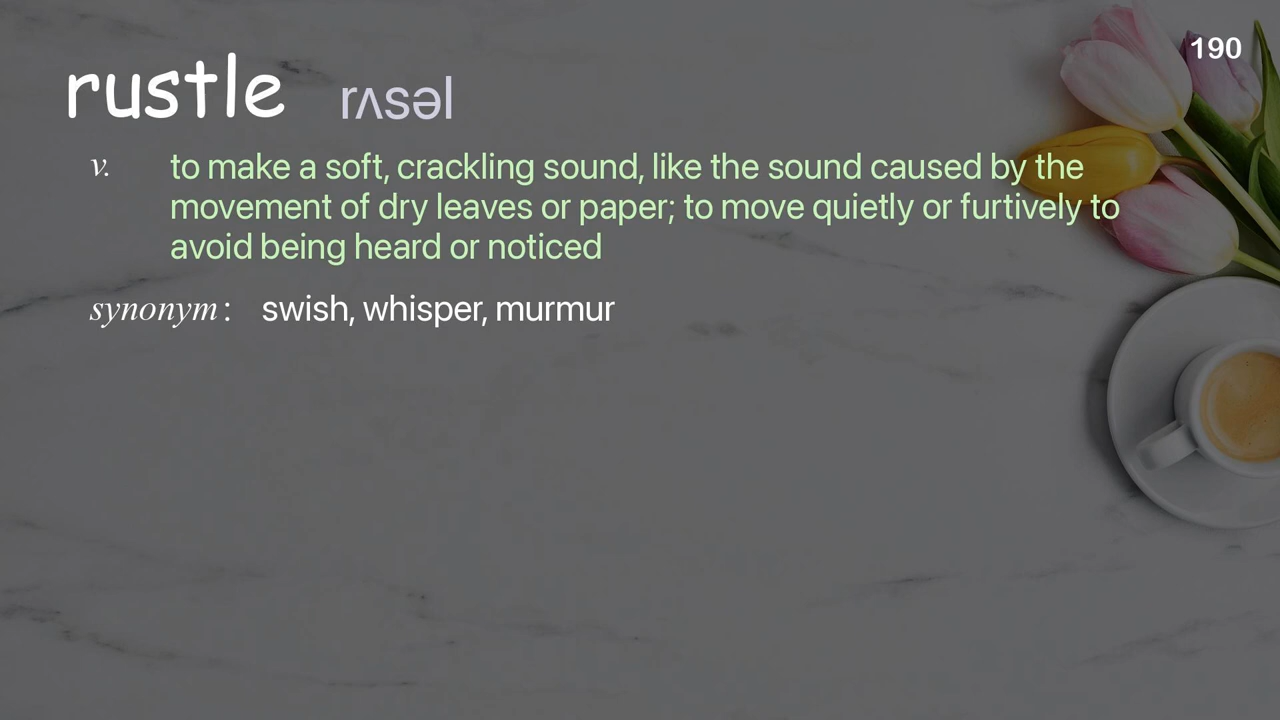 190
rustle rʌsəl
v. to make a soft, crackling sound, like the sound caused by the
movement of dry leaves or paper; to move quietly or furtively to
avoid being heard or noticed
synonym: swish, whisper, murmur